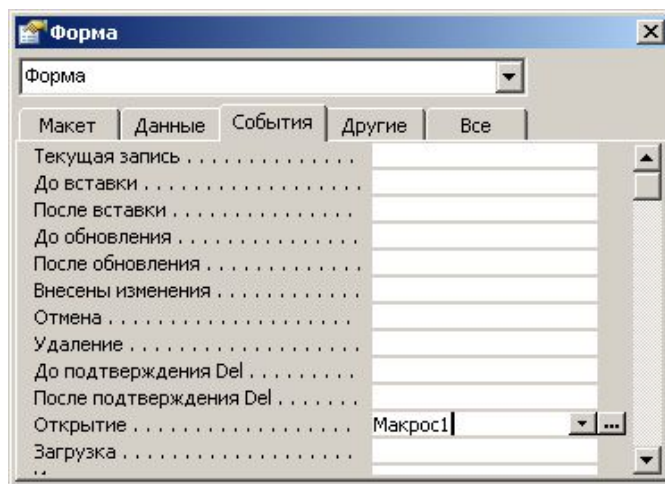 Форма
Форма
Макет Данные События Другие Все
Текущая запись . . . . . . . . . . . . . .
До вставки . . . . . . . . . . . . . . . . . .
После вставки . . . . . . . . . . . . . . .
До обновления . . . . . . . . . . . . . . .
После обновления . . . . . . . . . . . . .
Внесены изменения . . . . . . . . . . . .
Отмена . . . . . . . . . . . . . . . . . . . .
Удаление . . . . . . . . . . . . . . . . . . .
До подтверждения Del . . . . . . . . .
После подтверждения Del . . . . . . .
Открытие . . . . . . . . . . . . . . . . . . Макрос1 ...
Загрузка . . . . . . . . . . . . . . . . . . .